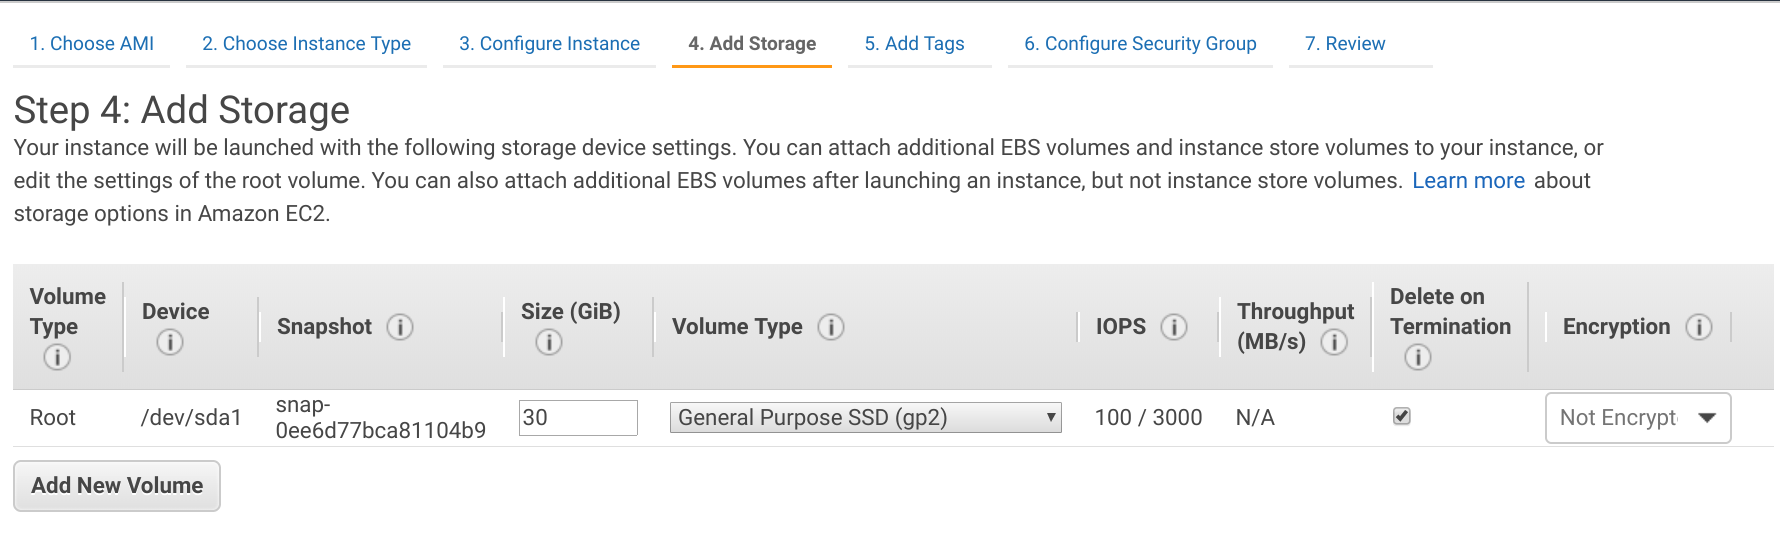 1. Choose AMI 2. Choose Instance Type 3. Configure Instance 4. Add Storage 5. Add Tags 6. Configure Security Group 7. Review
Step 4: Add Storage
Your instance will be launched with the following storage device settings. You can attach additional EBS volumes and instance store volumes to your instance, or
edit the settings of the root volume. You can also attach additional EBS volumes after launching an instance, but not instance store volumes. Learn more about
storage options in Amazon EC2.
Volume
Type
Device
Snapshot
Size (GiB)
Volume Type
IOPS
Throughput
(MB/s)
Delete on
Termination
Encryption
Root
/dev/sda1
snap-
0ee6d77bca81104b9
30
General Purpose SSD (gp2)
100 / 3000
N/A
Not Encrypt
Add New Volume